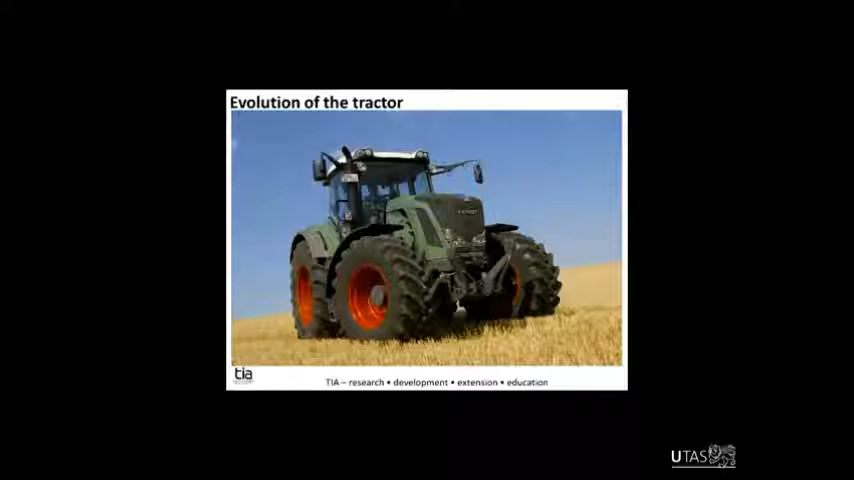 Evolution of the tractor
tia
TIA – research • development • extension • education
UTAS